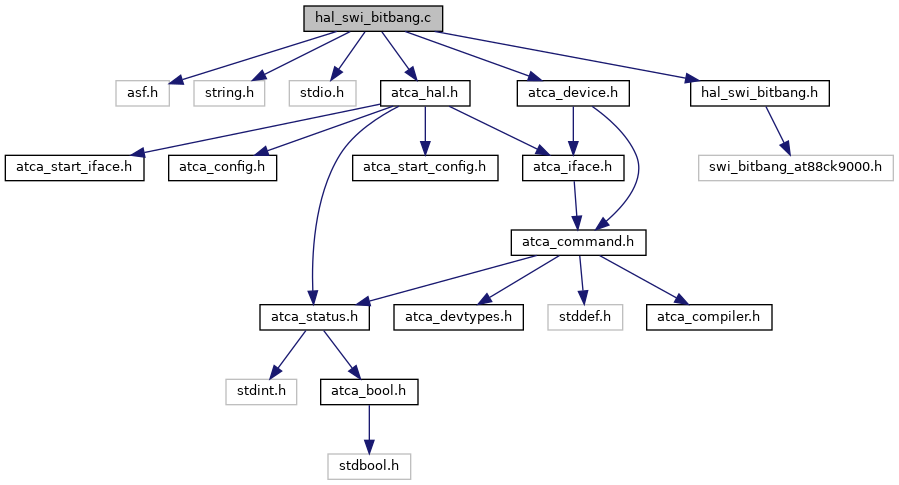 hal_swi_bitbang.c
asf.h
string.h
stdio.h
atca_hal.h
atca_device.h
hal_swi_bitbang.h
atca_start_iface.h
atca_config.h
atca_start_config.h
atca_iface.h
swi_bitbang_at88ck9000.h
atca_command.h
atca_status.h
atca_devtypes.h
stddef.h
atca_compiler.h
stdint.h
atca_bool.h
stdbool.h